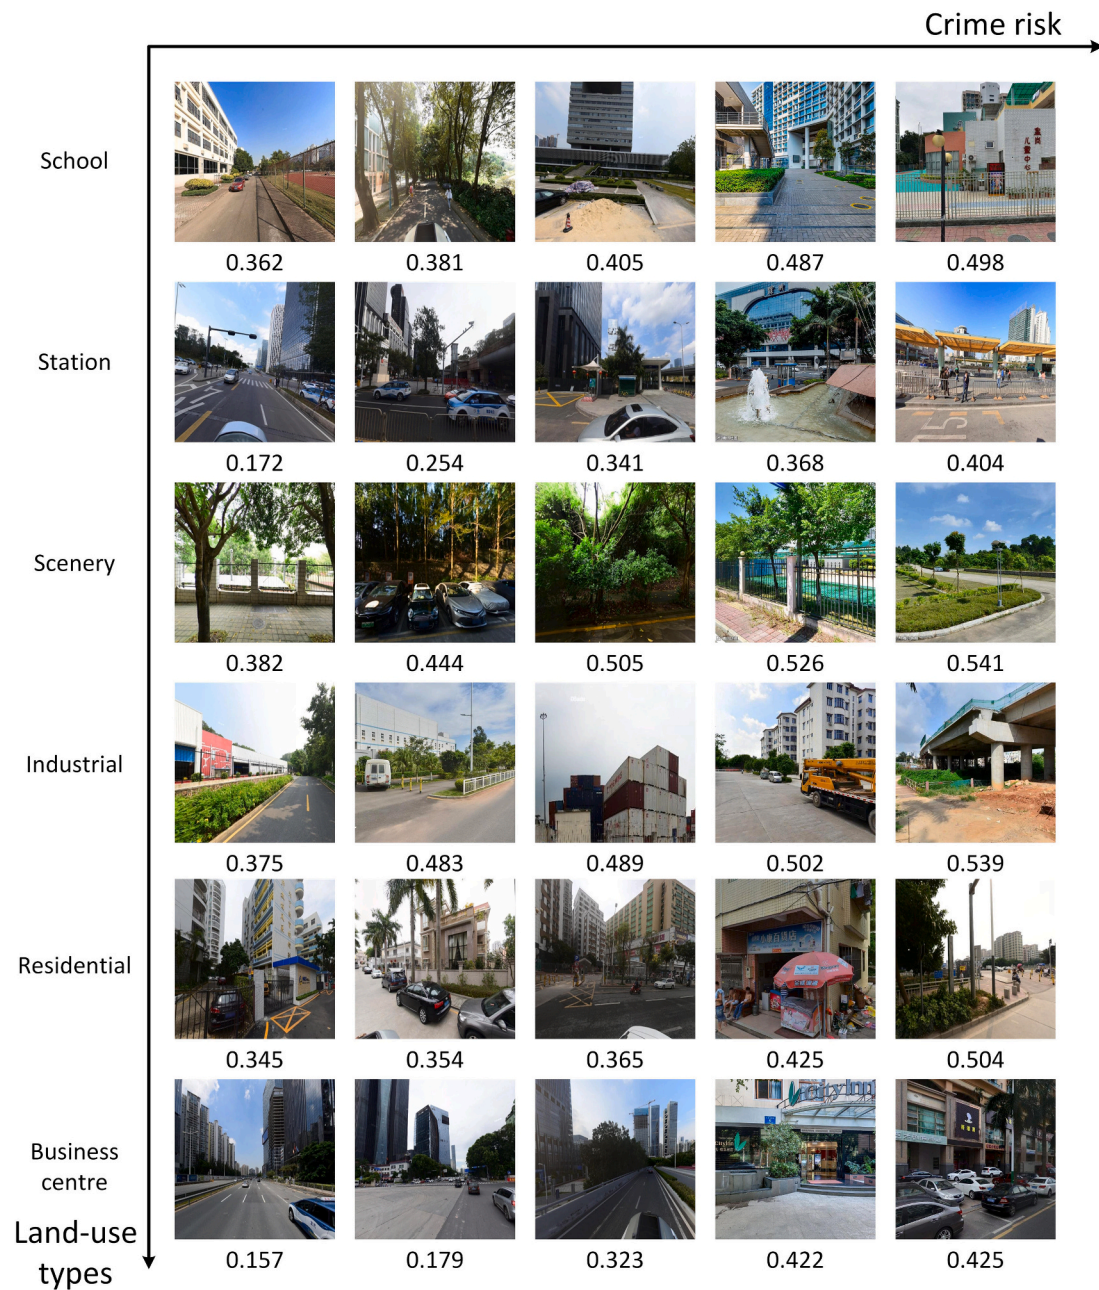 Crime risk
School
0.362 0.381 0.405 0.487 0.498
Station
0.172 0.254 0.341 0.368 0.404
Scenery
0.382 0.444 0.505 0.526 0.541
Industrial
0.375 0.483 0.489 0.502 0.539
Residential
0.345 0.354 0.365 0.425 0.504
CityInn
Business
centre
0.157 0.179 0.323 0.422 0.425
Land-use
types